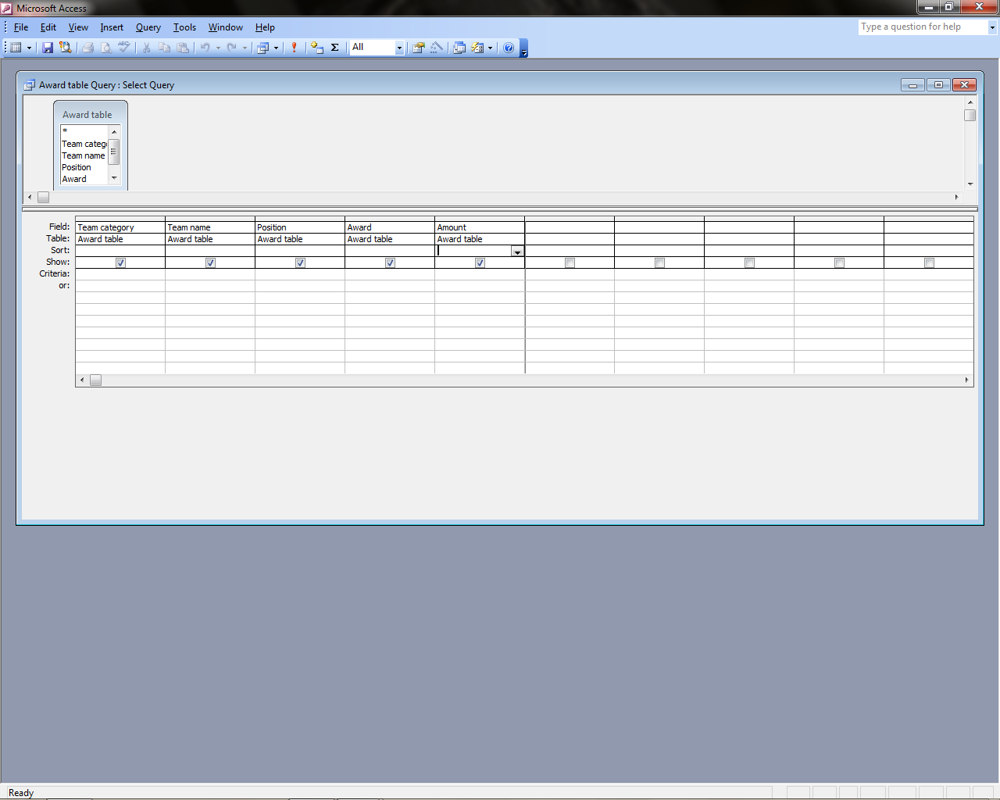 Microsoft Access
File Edit View Insert Query Tools Window Help
Type a question for help
All
Award table Query : Select Query
Award table
*
Team categ
Team name
Position
Award
Field: Team category Team name Position Award Amount
Table: Award table Award table Award table Award table Award table
Sort:
Show:
Criteria:
or:
Ready